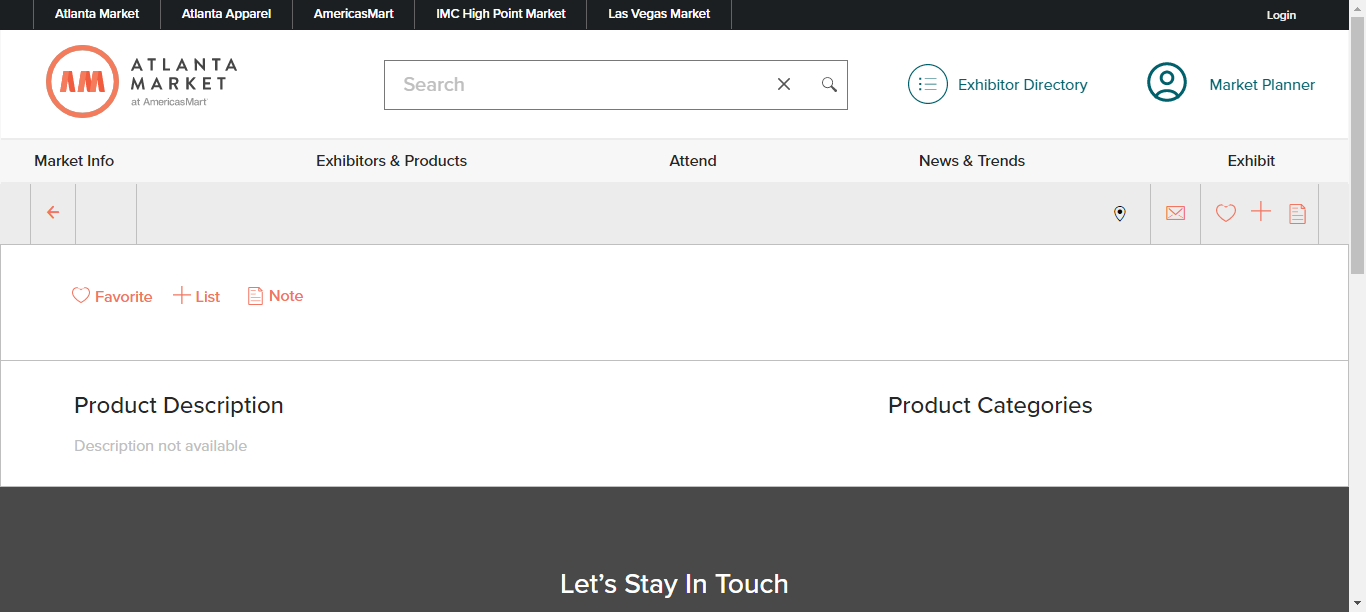 Atlanta Market Atlanta Apparel AmericasMart IMC High Point Market Las Vegas Market Login
ATLANTA
MARKET
at AmericasMart
Search
Exhibitor Directory
Market Planner
Market Info Exhibitors & Products Attend News & Trends Exhibit
Favorite List Note
Product Description Product Categories
Description not available
Let’s Stay In Touch